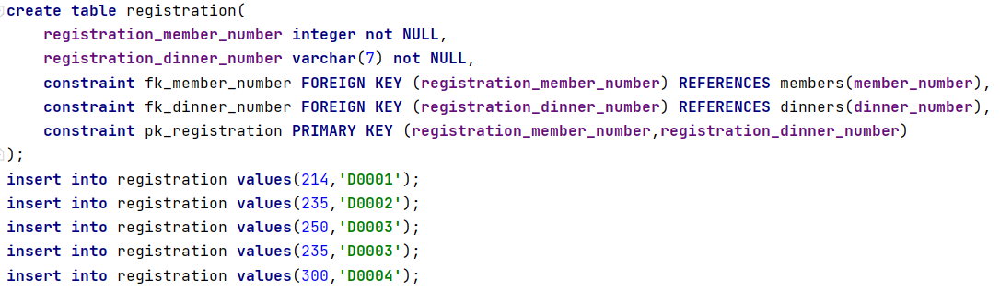 create table registration(
    registration_member_number integer not NULL,
    registration_dinner_number varchar(7) not NULL,
    constraint fk_member_number FOREIGN KEY (registration_member_number) REFERENCES members(member_number),
    constraint fk_dinner_number FOREIGN KEY (registration_dinner_number) REFERENCES dinners(dinner_number),
    constraint pk_registration PRIMARY KEY (registration_member_number,registration_dinner_number)
);
insert into registration values(214,'D0001');
insert into registration values(235,'D0002');
insert into registration values(250,'D0003');
insert into registration values(235,'D0003');
insert into registration values(300,'D0004');